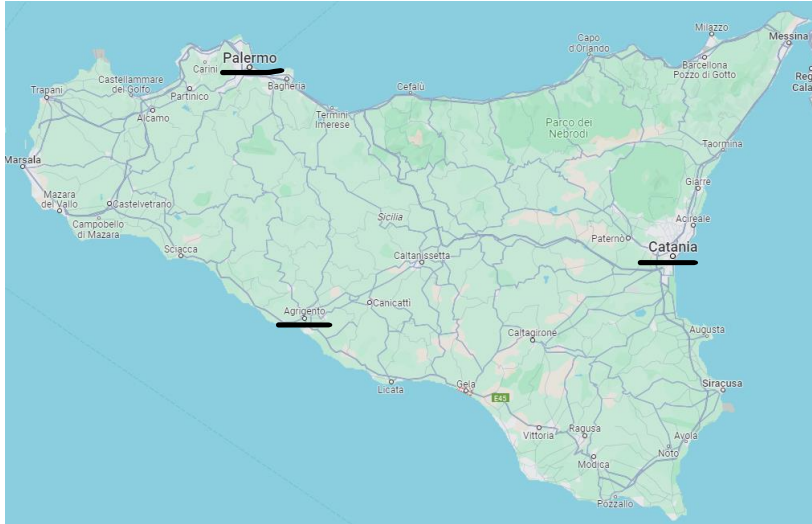 Capo
d'Orlando
Milazzo
Messina
Palermo
Carini
Barcellona
Pozzo di Gotto
Reg
Cala
Castellammare
del Golfo
Bagheria
Cefalù
Trapani
Partinico
Alcamo
Termini
Imerese
Parco dei
Nebrodi
Taormina
Marsala
Giarre
Mazara
del Vallo
Castelvetrano
Campobello
di Mazara
Sicilia
Acireale
Paternò
Catania
Sciacca
Caltanissetta
Agrigento
Canicattì
Caltagirone
Augusta
Licata
Gela
E45
Siracusa
Vittoria
Ragusa
Avola
Noto
Modica
Pozzallo